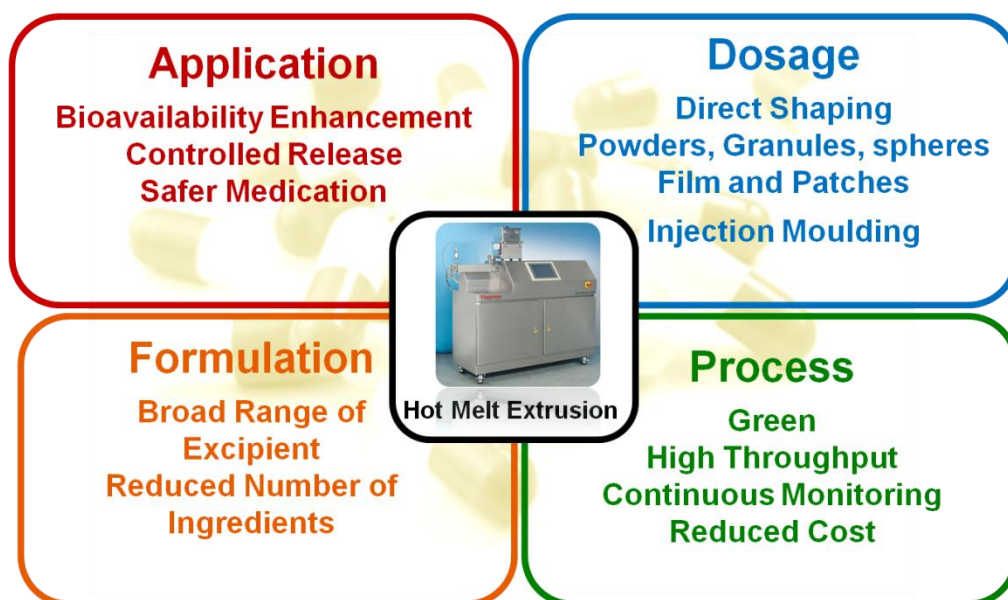 Application
Bioavailability Enhancement
Controlled Release
Safer Medication
Dosage
Direct Shaping
Powders, Granules, spheres
Film and Patches
Injection Moulding
Hot Melt Extrusion
Formulation
Broad Range of
Excipient
Reduced Number of
Ingredients
Process
Green
High Throughput
Continuous Monitoring
Reduced Cost